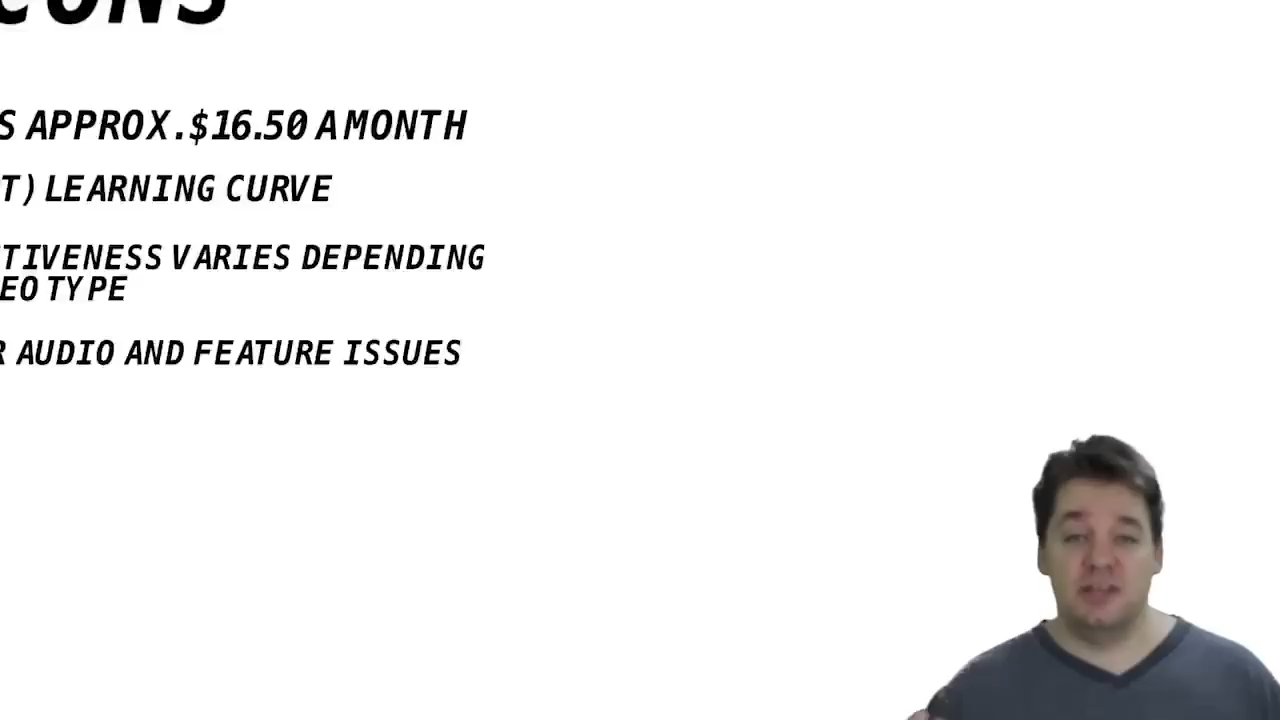 CONS
S APPROX.$16.50 A MONTH
T) LEARNING CURVE
TIVENESS VARIES DEPENDING
EO TYPE
R AUDIO AND FEATURE ISSUES